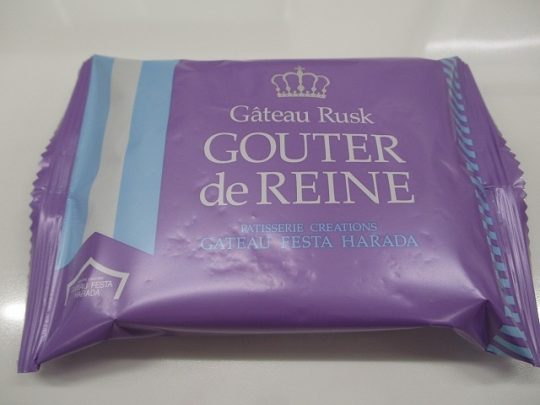 Gâteau Rusk
GOUTER
de REINE
PATISSERIE CREATIONS
GATEAU FESTA HARADA
GATEAU FESTA
HARADA